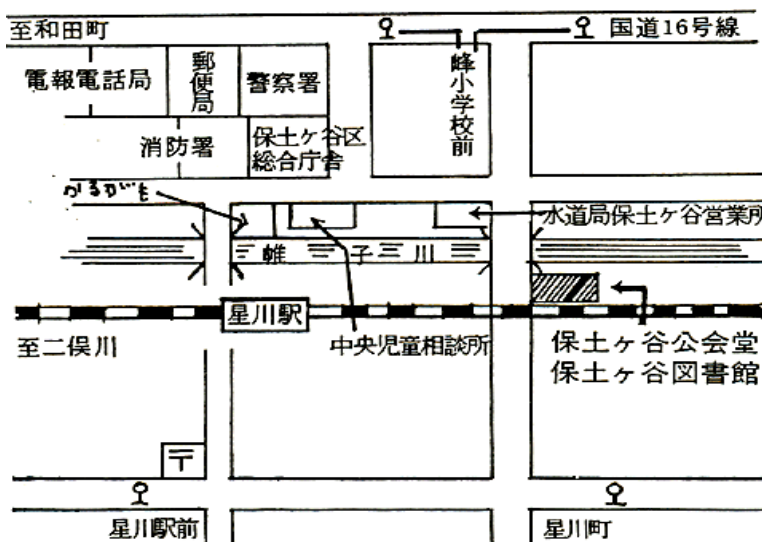 至和田町
国道16号線
電報電話局
郵便局
警察署
峰小学校前
消防署
保土ヶ谷区
総合庁舎
かるがも
水道局保土ケ谷営業所
帷子川
星川駅
至二俣川
中央児童相談所
保土ヶ谷公会堂
保土ヶ谷図書館
〒
星川駅前
星川町